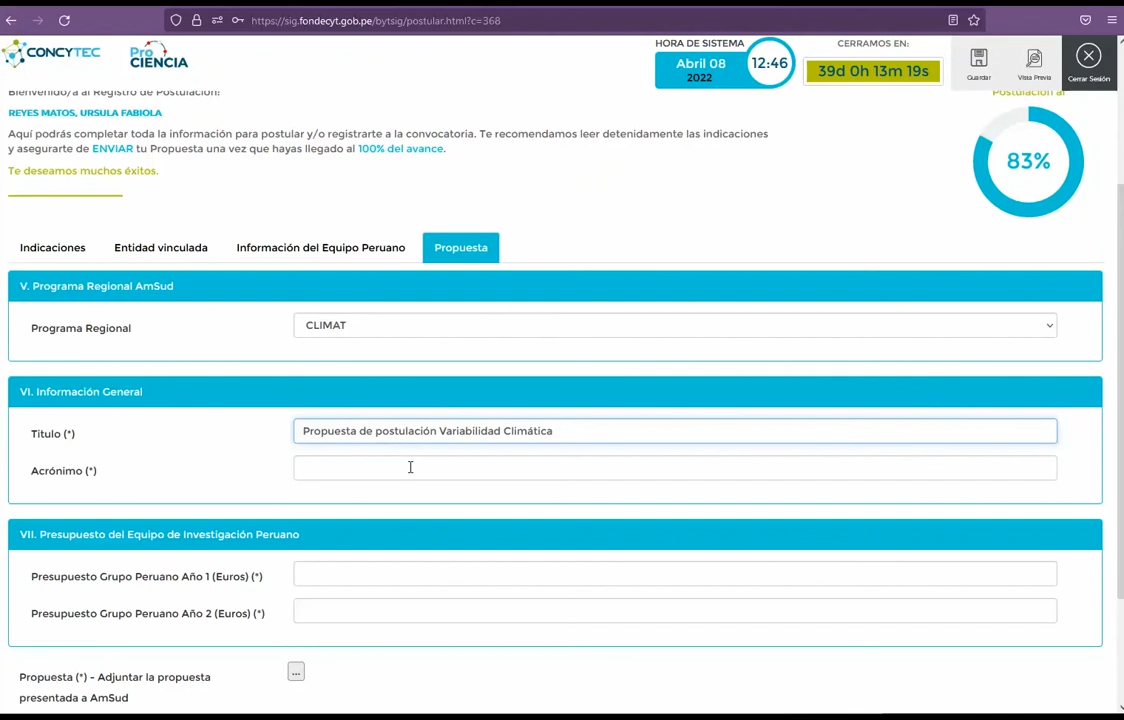 https://sig.fondecyt.gob.pe/bytsig/postular.html?c=368
CONCYTEC
Pro
CIENCIA
HORA DE SISTEMA
Abril 08
2022
12:46
CERRAMOS EN:
39d 0h 13m 19s
Guardar
Vista Previa
Cerrar Sesión
Bienvenido/a al Registro de Postulación!
Postulación al
REYES MATOS, URSULA FABIOLA
Aquí podrás completar toda la información para postular y/o registrarte a la convocatoria. Te recomendamos leer detenidamente las indicaciones
y asegurarte de ENVIAR tu Propuesta una vez que hayas llegado al 100% del avance.
Te deseamos muchos éxitos.
83%
Indicaciones
Entidad vinculada
Información del Equipo Peruano
Propuesta
V. Programa Regional AmSud
Programa Regional
CLIMAT
VI. Información General
Titulo (*)
Propuesta de postulación Variabilidad Climática
Acrónimo (*)
VII. Presupuesto del Equipo de Investigación Peruano
Presupuesto Grupo Peruano Año 1 (Euros) (*)
Presupuesto Grupo Peruano Año 2 (Euros) (*)
Propuesta (*) - Adjuntar la propuesta
presentada a AmSud
...